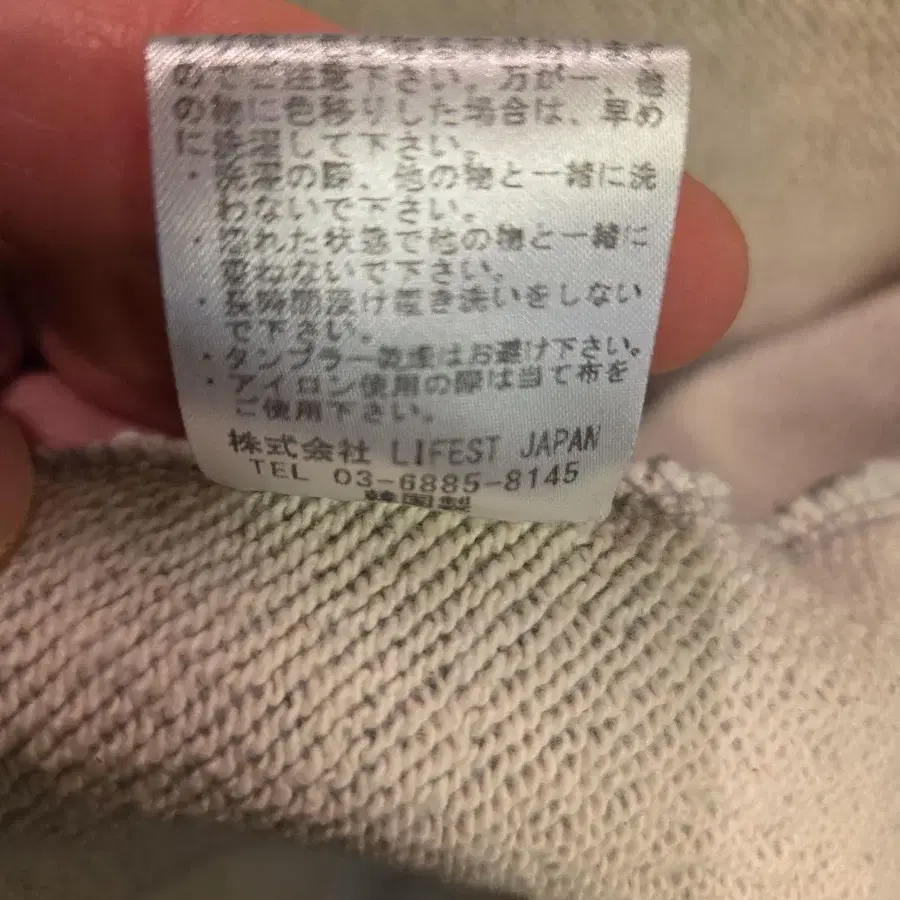 のでご注意下さい。万が一、他
の物に色移りした場合は、早め
に洗濯して下さい。
・洗濯の際、他の物と一緒に洗
わないで下さい。
・濡れた状態で他の物と一緒に
重ねないで下さい。
・長時間浸け置き洗いをしない
で下さい。
・タンブラー乾燥はお避け下さい。
・アイロン使用の際は当て布を
ご使用下さい。
株式会社 LIFEST JAPAN
TEL 03-6885-8145
韓国製